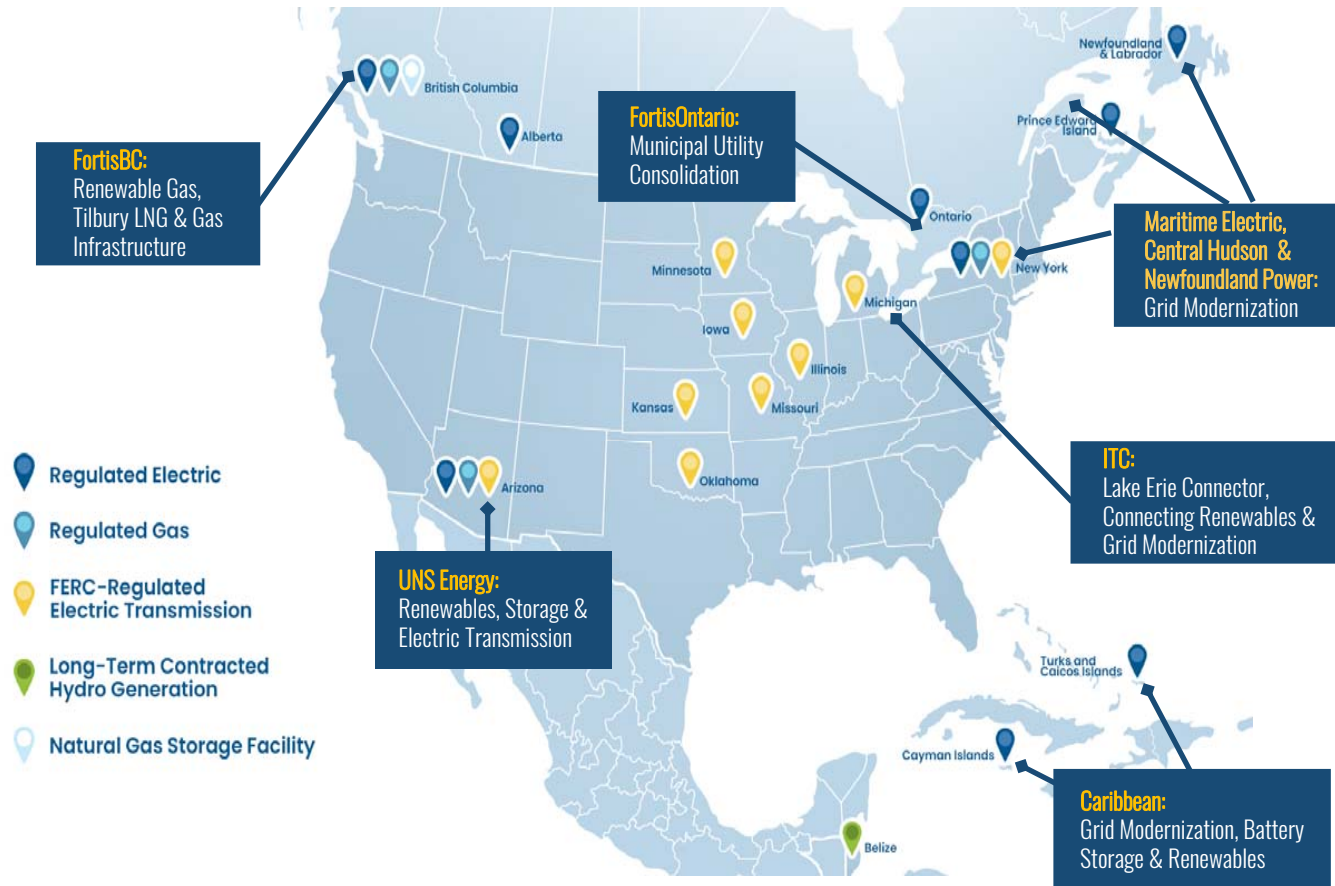 Newfoundland
& Labrador
British Columbia
Alberta
Prince Edward
Island
FortisOntario:
Municipal Utility
Consolidation
FortisBC:
Renewable Gas,
Tilbury LNG & Gas
Infrastructure
Ontario
Maritime Electric,
Central Hudson &
Newfoundland Power:
Grid Modernization
Minnesota
New York
Michigan
Iowa
Illinois
Kansas
Missouri
ITC:
Lake Erie Connector,
Connecting Renewables &
Grid Modernization
Oklahoma
Arizona
Regulated Electric
Regulated Gas
FERC-Regulated
Electric Transmission
Long-Term Contracted
Hydro Generation
Natural Gas Storage Facility
UNS Energy:
Renewables, Storage &
Electric Transmission
Turks and
Caicos Islands
Cayman Islands
Caribbean:
Grid Modernization, Battery
Storage & Renewables
Belize